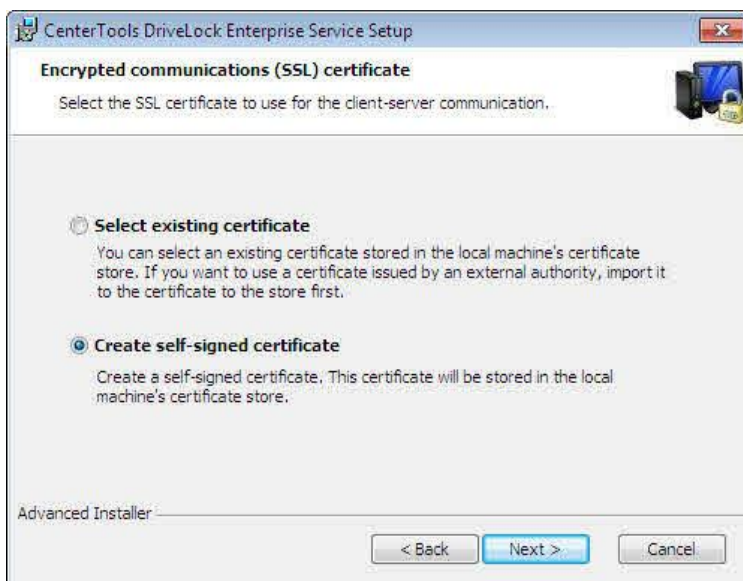 CenterTools DriveLock Enterprise Service Setup
Encrypted communications (SSL) certificate
Select the SSL certificate to use for the client-server communication.
Select existing certificate
You can select an existing certificate stored in the local machine's certificate
store. If you want to use a certificate issued by an external authority, import it
to the certificate to the store first.
Create self-signed certificate
Create a self-signed certificate. This certificate will be stored in the local
machine's certificate store.
Advanced Installer
< Back
Next >
Cancel